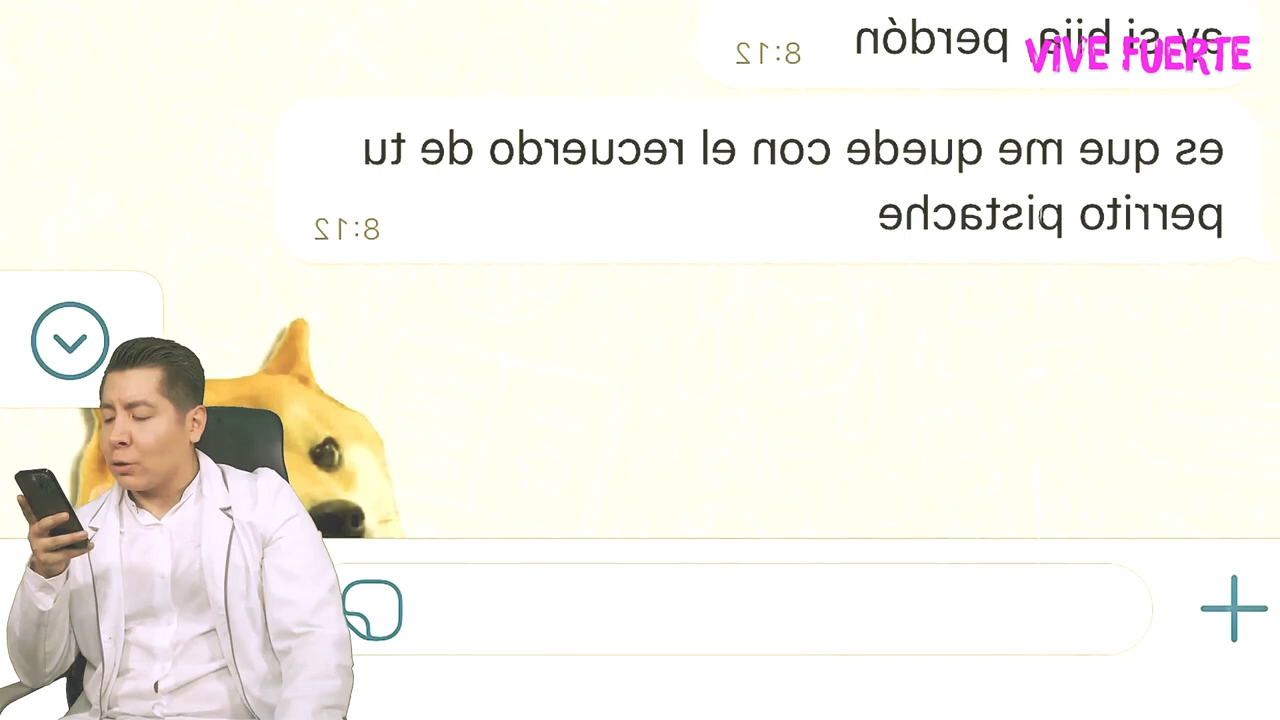 ay si hija, perdón
8:12
VIVE FUERTE
es que me quede con el recuerdo de tu
perrito pistache
8:12